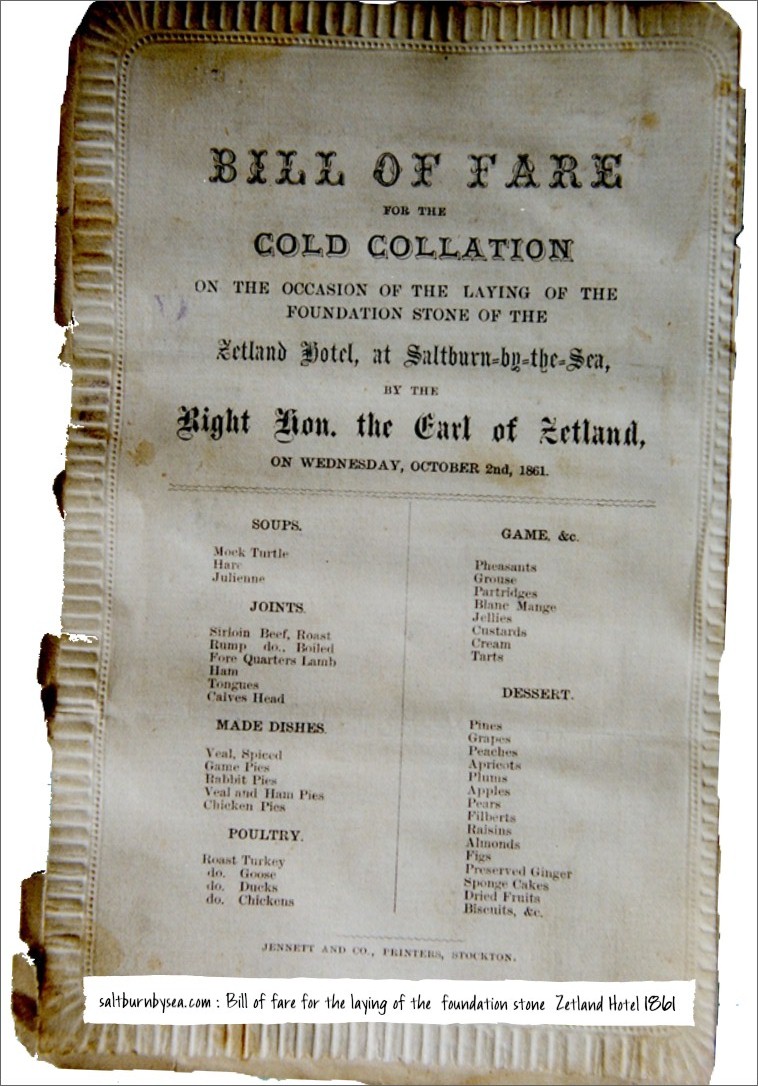 BILL OF FARE
FOR THE
COLD COLLATION
ON THE OCCASION OF THE LAYING OF THE
FOUNDATION STONE OF THE
Zetland Hotel, at Saltburn-by-the-Sea,
BY THE
Right Hon. the Earl of Zetland,
ON WEDNESDAY, OCTOBER 2nd, 1861.
SOUPS.
Mock Turtle
Hare
Julienne
JOINTS.
Sirloin Beef, Roast
Rump do., Boiled
Fore Quarters Lamb
Ham
Tongues
Calves Head
MADE DISHES.
Veal, Spiced
Game Pies
Rabbit Pies
Veal and Ham Pies
Chicken Pies
POULTRY.
Roast Turkey
do. Goose
do. Ducks
do. Chickens
GAME, &c.
Pheasants
Grouse
Partridges
Blanc Mange
Jellies
Custards
Cream
Tarts
DESSERT.
Pines
Grapes
Peaches
Apricots
Plums
Apples
Pears
Filberts
Raisins
Almonds
Figs
Preserved Ginger
Sponge Cakes
Dried Fruits
Biscuits, &c.
JENNETT AND CO., PRINTERS, STOCKTON.
saltburnbysea.com : Bill of fare for the laying of the foundation stone Zetland Hotel 1861